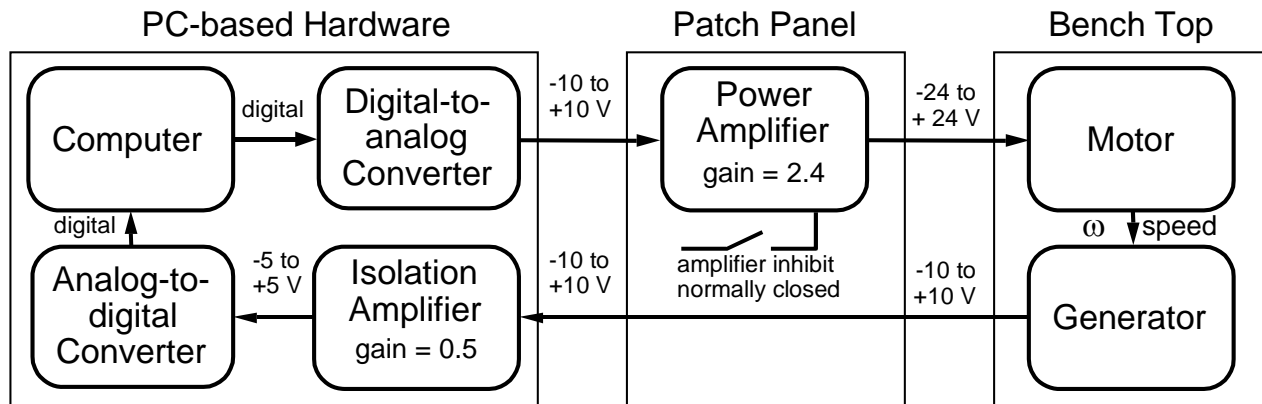 PC-based Hardware
Patch Panel
Bench Top
Computer
digital
Digital-to-
analog
Converter
-10 to
+10 V
Power
Amplifier
gain = 2.4
-24 to
+ 24 V
Motor
digital
amplifier inhibit
normally closed
ω speed
Analog-to-
digital
Converter
-5 to
+5 V
Isolation
Amplifier
gain = 0.5
-10 to
+10 V
-10 to
+10 V
Generator